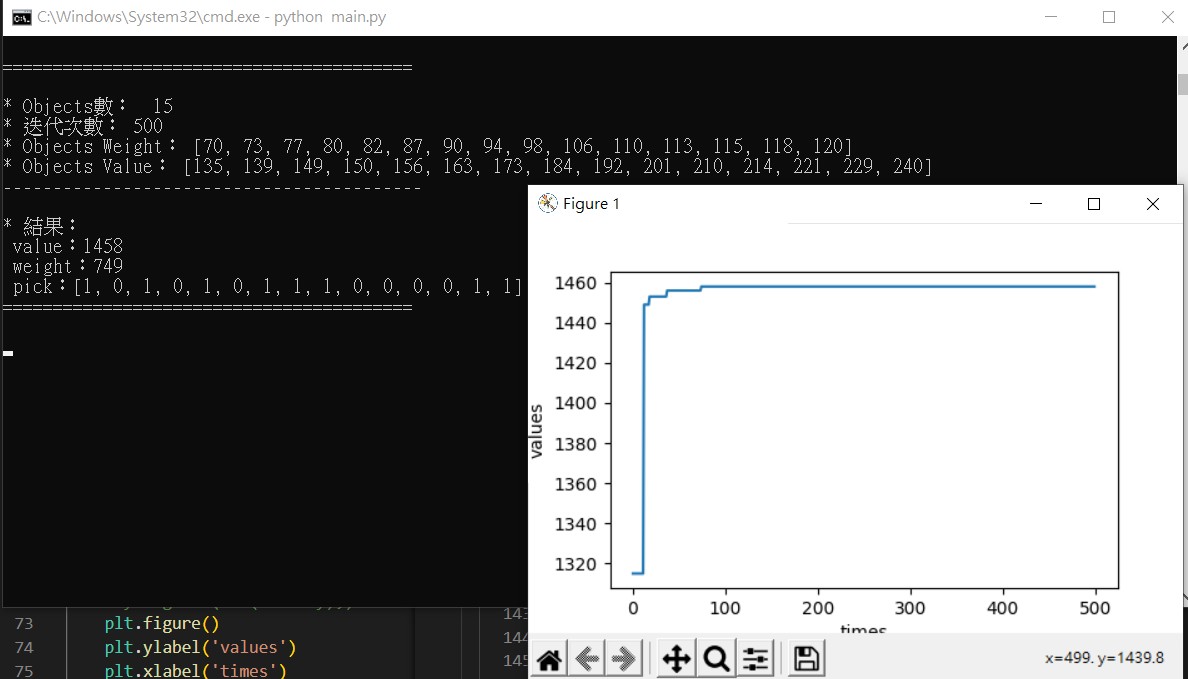 C:\Windows\System32\cmd.exe - python  main.py
========================================
* Objects數：  15
* 迭代次數： 500
* Objects Weight： [70, 73, 77, 80, 82, 87, 90, 94, 98, 106, 110, 113, 115, 118, 120]
* Objects Value： [135, 139, 149, 150, 156, 163, 173, 184, 192, 201, 210, 214, 221, 229, 240]
------------------------------------------
* 結果：
value：1458
weight：749
pick：[1, 0, 1, 0, 1, 0, 1, 1, 1, 0, 0, 0, 0, 1, 1]
========================================
Figure 1
1460
1440
1420
1400
1380
1360
1340
1320
values
0 100 200 300 400 500
times
x=499. y=1439.8
73 plt.figure()
74 plt.ylabel('values')
75 plt.xlabel('times')
143
144
145